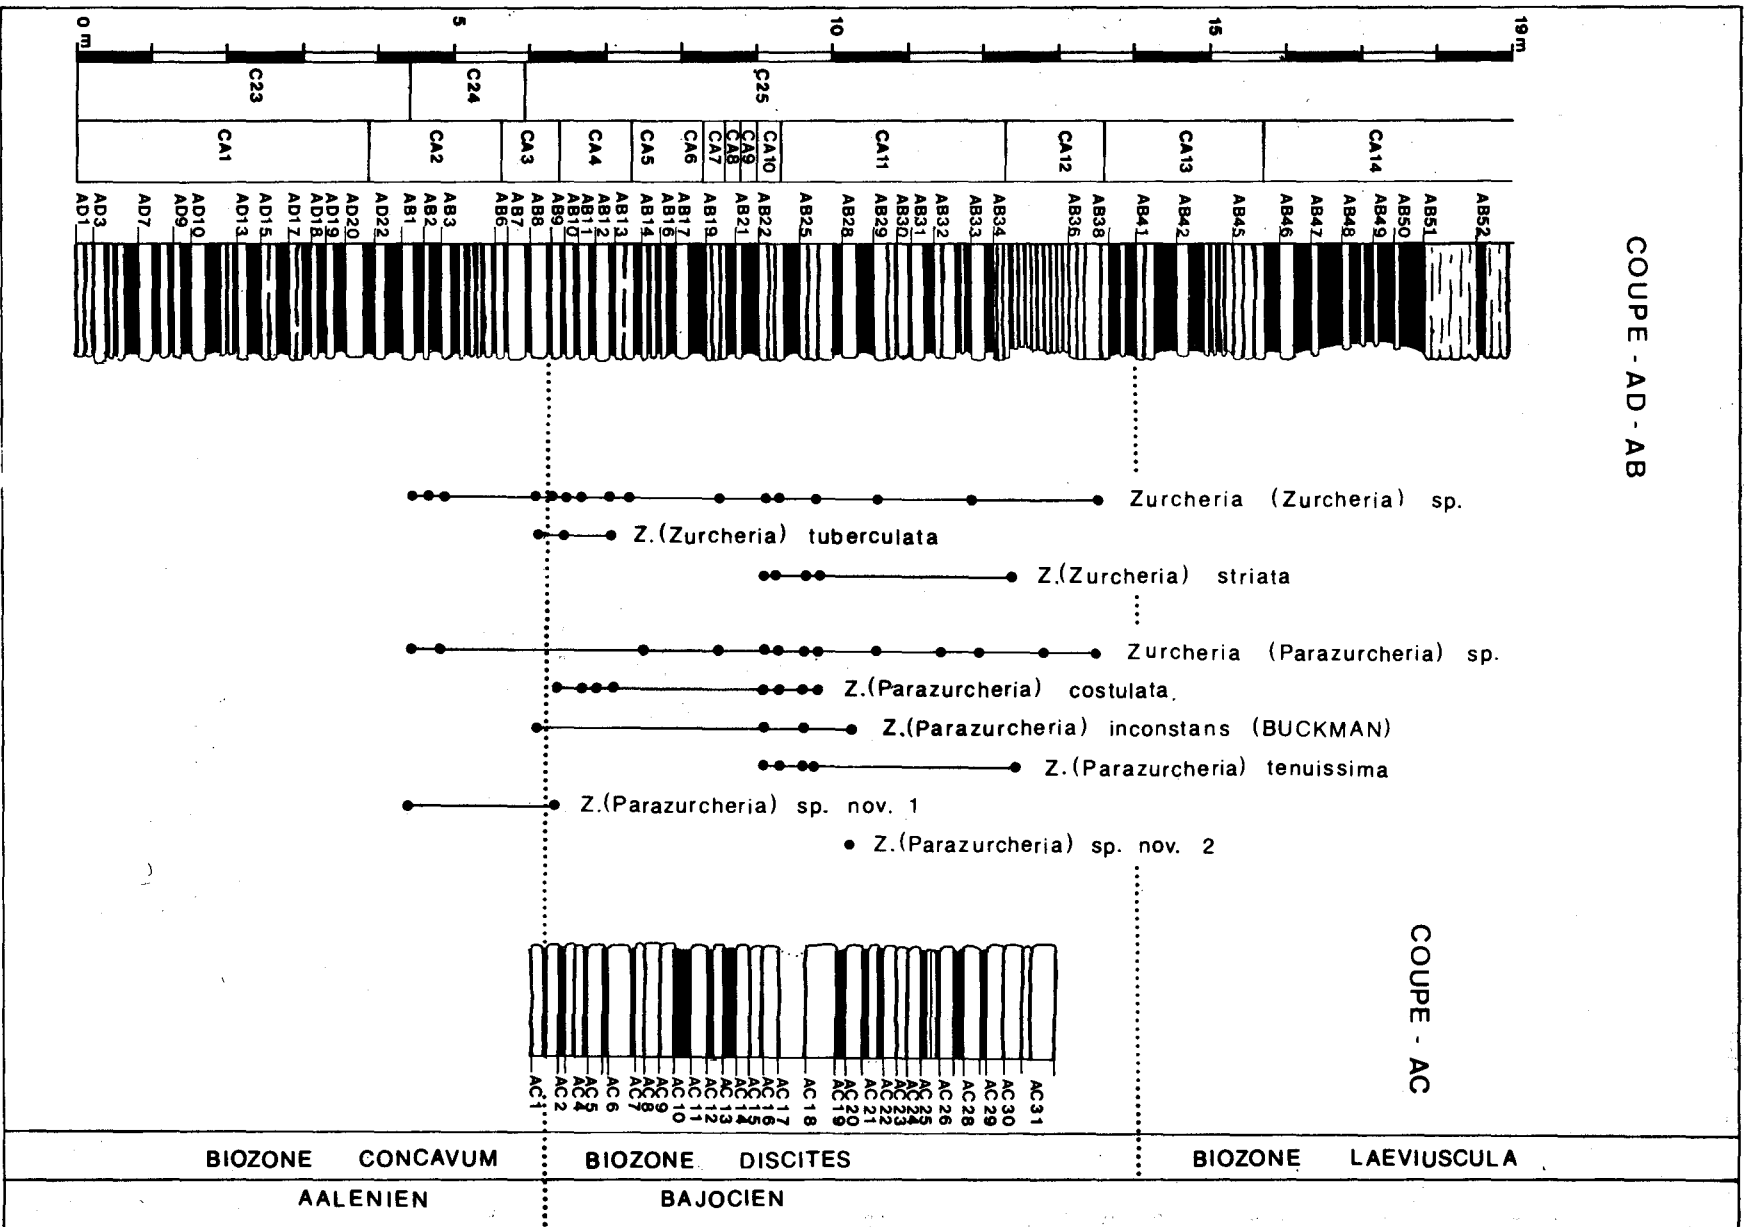 0 m 5 10 15 19m
C23 C24 C25
CA1 CA2 CA3 CA4 CA5 CA6 CA7 CA8 CA9 CA10 CA11 CA12 CA13 CA14
AD1 AD3 AD7 AD9 AD10 AD13 AD15 AD17 AD18 AD19 AD20 AD22 AB1 AB2 AB3 AB6 AB7 AB8 AB9 AB10 AB11 AB12 AB13 AB14 AB16 AB17 AB19 AB21 AB22 AB25 AB28 AB29 AB30 AB31 AB32 AB33 AB34 AB36 AB38 AB41 AB42 AB45 AB46 AB47 AB48 AB49 AB50 AB51 AB52
COUPE - AD - AB
Zurcheria (Zurcheria) sp.
Z.(Zurcheria) tuberculata
Z.(Zurcheria) striata
Zurcheria (Parazurcheria) sp.
Z.(Parazurcheria) costulata
Z.(Parazurcheria) inconstans (BUCKMAN)
Z.(Parazurcheria) tenuissima
Z.(Parazurcheria) sp. nov. 1
Z.(Parazurcheria) sp. nov. 2
COUPE - AC
AC1 AC2 AC4 AC5 AC6 AC7 AC8 AC9 AC10 AC11 AC12 AC13 AC14 AC15 AC16 AC17 AC18 AC19 AC20 AC21 AC22 AC23 AC24 AC25 AC26 AC28 AC29 AC30 AC31
BIOZONE CONCAVUM BIOZONE DISCITES BIOZONE LAEVIUSCULA
AALENIEN BAJOCIEN